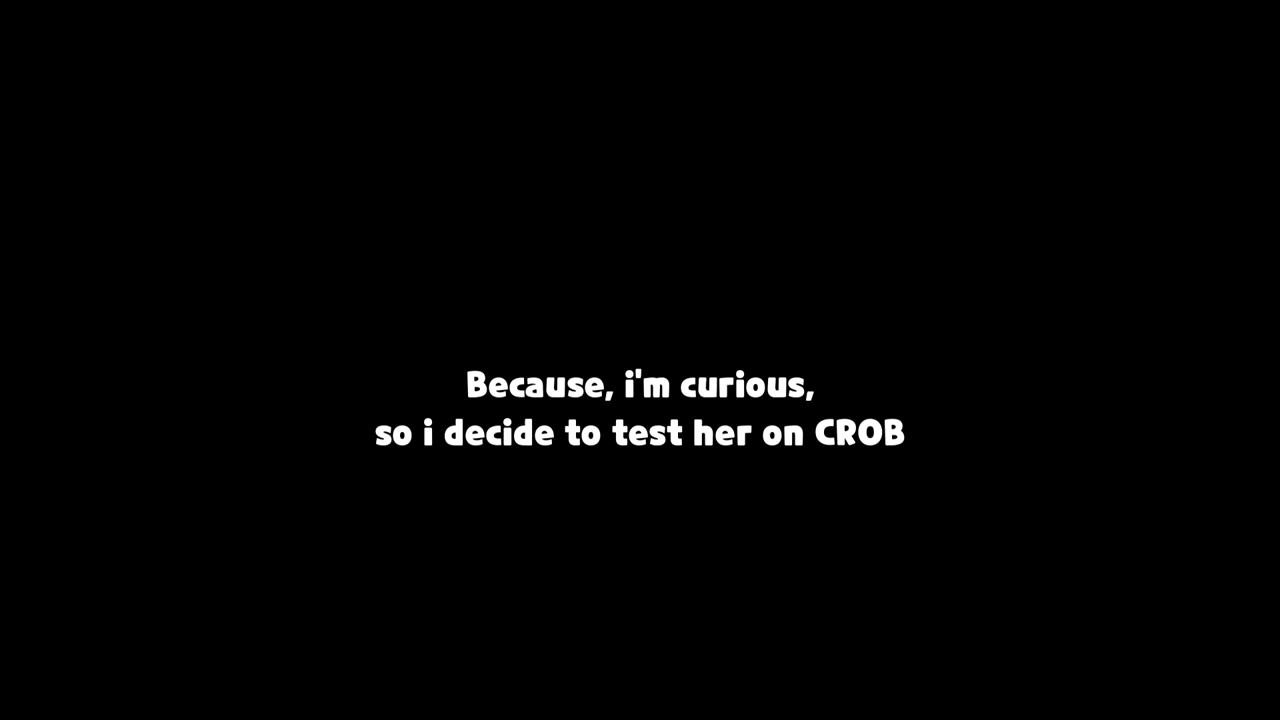 Because, i'm curious,
so i decide to test her on CROB